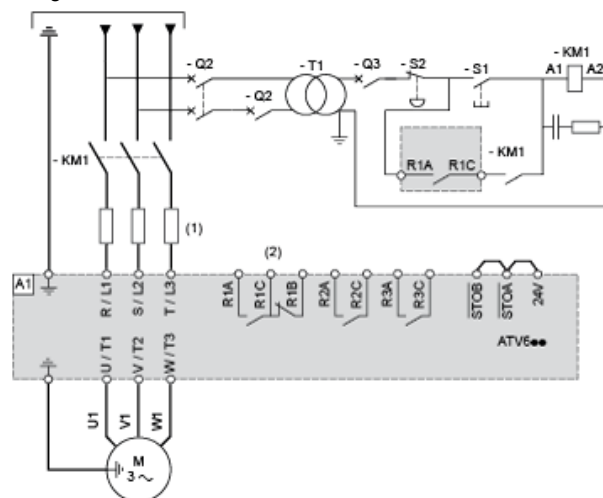 - Q2
- T1
- Q3
- S2
- S1
- KM1
A1
A2
- Q2
- KM1
R1A
R1C
- KM1
(1)
(2)
A1
R / L1
S / L2
T / L3
R1A
R1C
R1B
R2A
R2C
R3A
R3C
STOB
STOA
24V
ATV6●●
U / T1
V / T2
W / T3
U1
V1
W1
M
3 ~